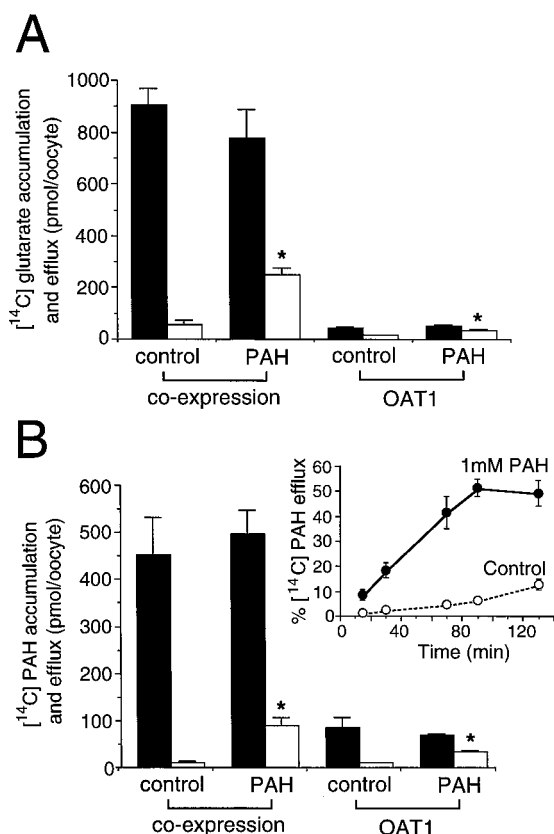 A
[14C] glutarate accumulation
and efflux (pmol/oocyte)
1000
800
600
400
200
0
*
*
control
PAH
control
PAH
co-expression
OAT1
B
[14C] PAH accumulation
and efflux (pmol/oocyte)
600
500
400
300
200
100
0
*
*
control
PAH
control
PAH
co-expression
OAT1
% [14C] PAH efflux
60
50
40
30
20
10
0
1mM PAH
Control
0
40
80
120
Time (min)